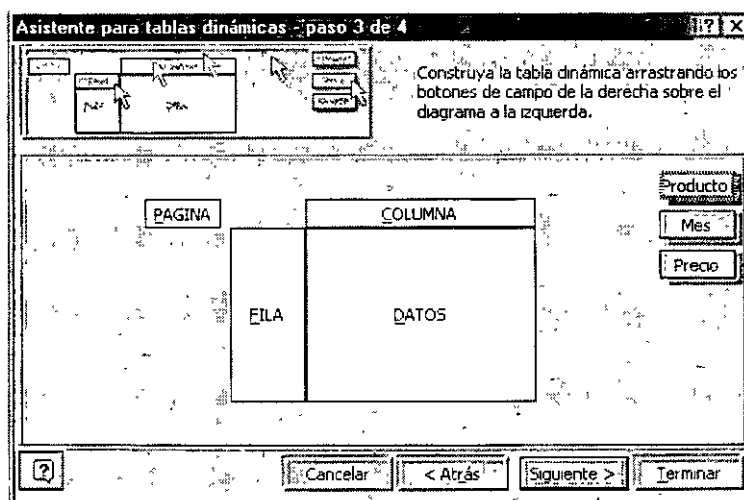 Asistente para tablas dinámicas - paso 3 de 4
Construya la tabla dinámica arrastrando los
botones de campo de la derecha sobre el
diagrama a la izquierda.
Producto
PAGINA
COLUMNA
Mes
Precio
FILA
DATOS
Cancelar
< Atrás
Siguiente >
Terminar